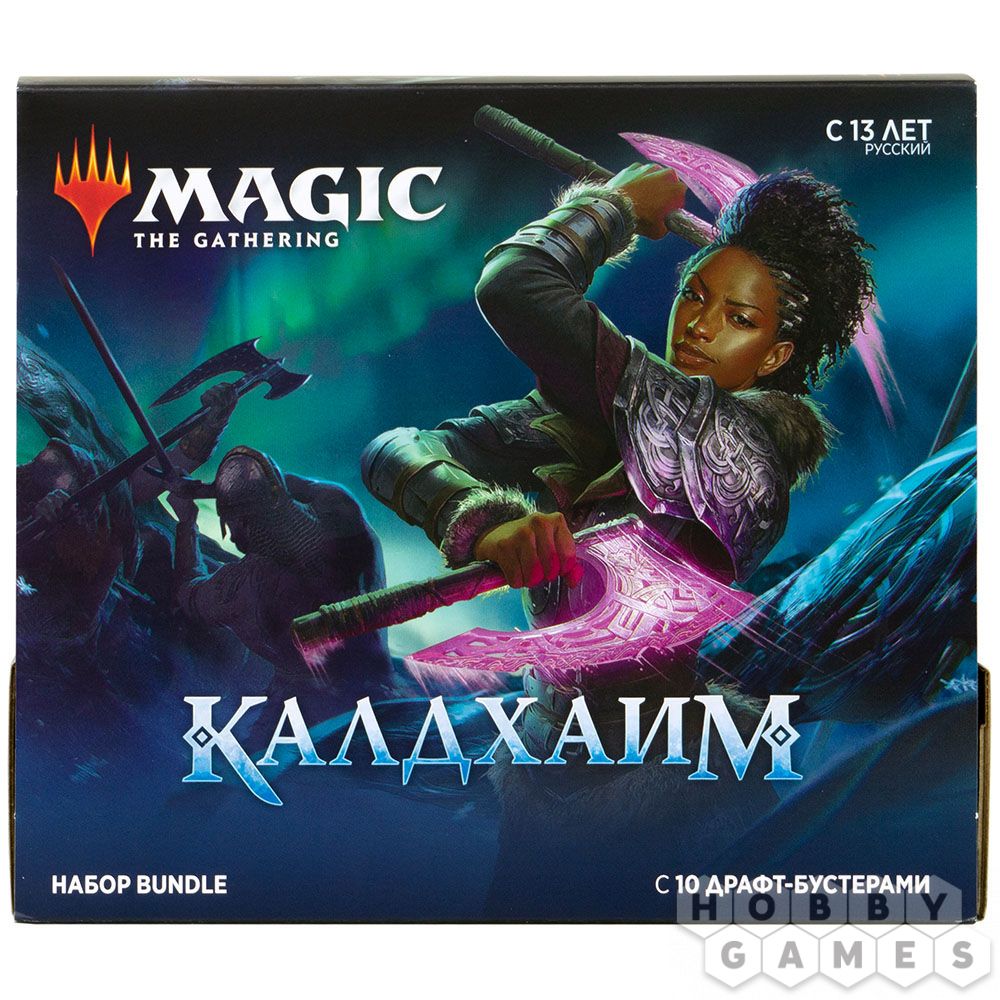 С 13 ЛЕТ
РУССКИЙ
MAGIC
THE GATHERING
КАЛДХАИМ
НАБОР BUNDLE
С 10 ДРАФТ-БУСТЕРАМИ
HOBBY
GAMES